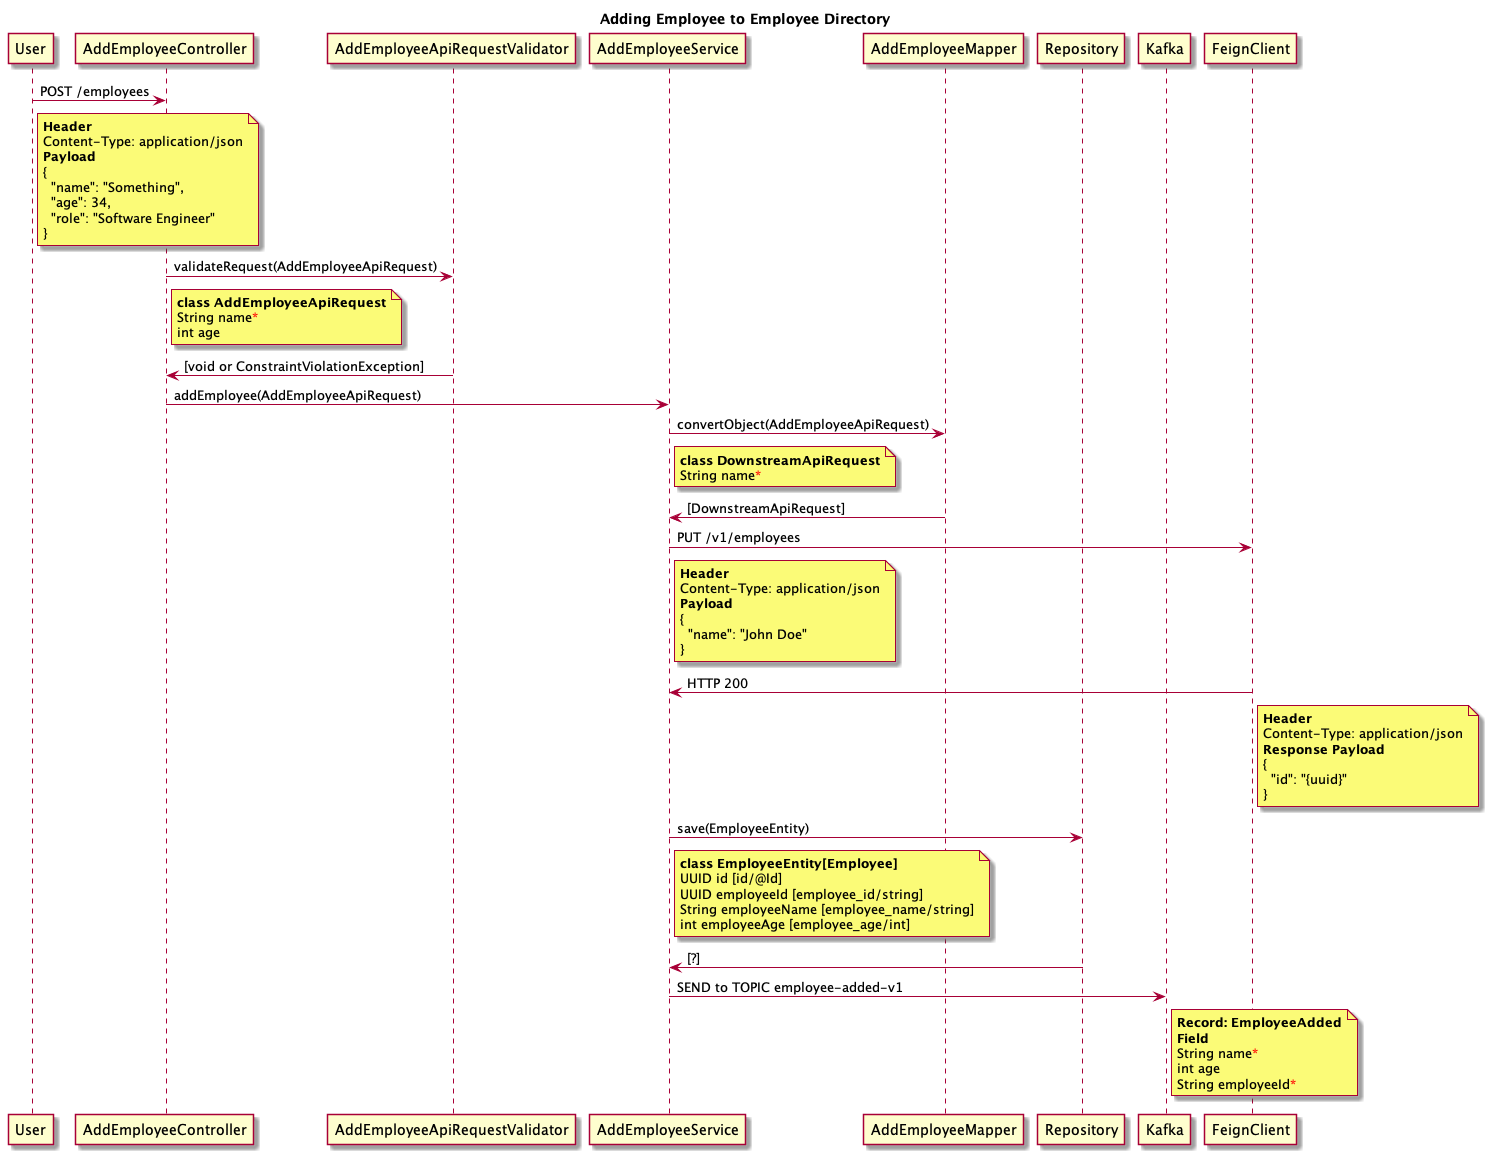 Adding Employee to Employee Directory
User
AddEmployeeController
AddEmployeeApiRequestValidator
AddEmployeeService
AddEmployeeMapper
Repository
Kafka
FeignClient
POST /employees
Header
Content-Type: application/json
Payload
{
"name": "Something",
"age": 34,
"role": "Software Engineer"
}
validateRequest(AddEmployeeApiRequest)
class AddEmployeeApiRequest
String name*
int age
[void or ConstraintViolationException]
addEmployee(AddEmployeeApiRequest)
convertObject(AddEmployeeApiRequest)
class DownstreamApiRequest
String name*
[DownstreamApiRequest]
PUT /v1/employees
Header
Content-Type: application/json
Payload
{
"name": "John Doe"
}
HTTP 200
Header
Content-Type: application/json
Response Payload
{
"id": "{uuid}"
}
save(EmployeeEntity)
class EmployeeEntity[Employee]
UUID id [id/@Id]
UUID employeeId [employee_id/string]
String employeeName [employee_name/string]
int employeeAge [employee_age/int]
[?]
SEND to TOPIC employee-added-v1
Record: EmployeeAdded
Field
String name*
int age
String employeeId*
User
AddEmployeeController
AddEmployeeApiRequestValidator
AddEmployeeService
AddEmployeeMapper
Repository
Kafka
FeignClient